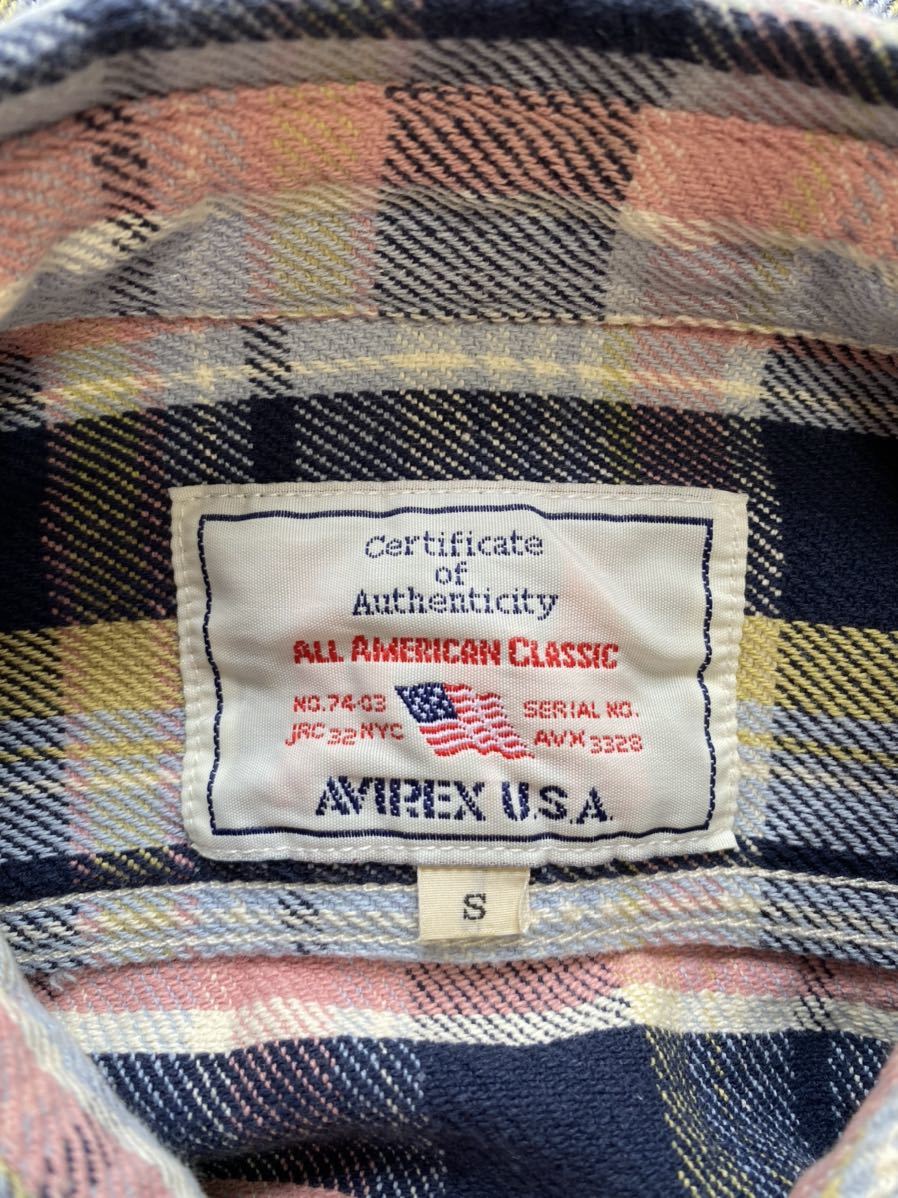 Certificate
of
Authenticity
ALL AMERICAN CLASSIC
NO.74-03
JRC 32 NYC
SERIAL NO.
AVX 3328
AVIREX U.S.A.
S